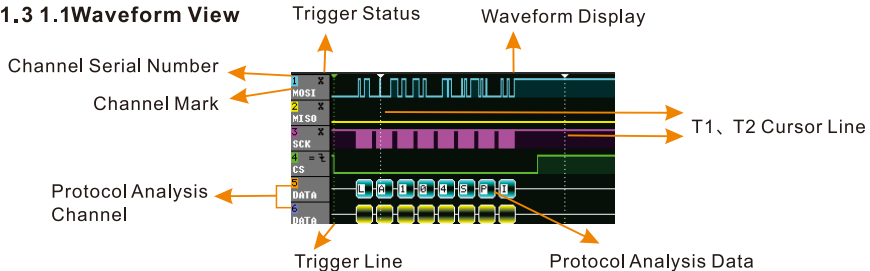 1.3 1.1Waveform View
Trigger Status
Waveform Display
Channel Serial Number
Channel Mark
1 X
MOSI
2 X
MISO
3 X
SCK
4 =
CS
5
DATA
6
DATA
L A 1 0 4 S P I
T1、T2 Cursor Line
Protocol Analysis
Channel
Trigger Line
Protocol Analysis Data